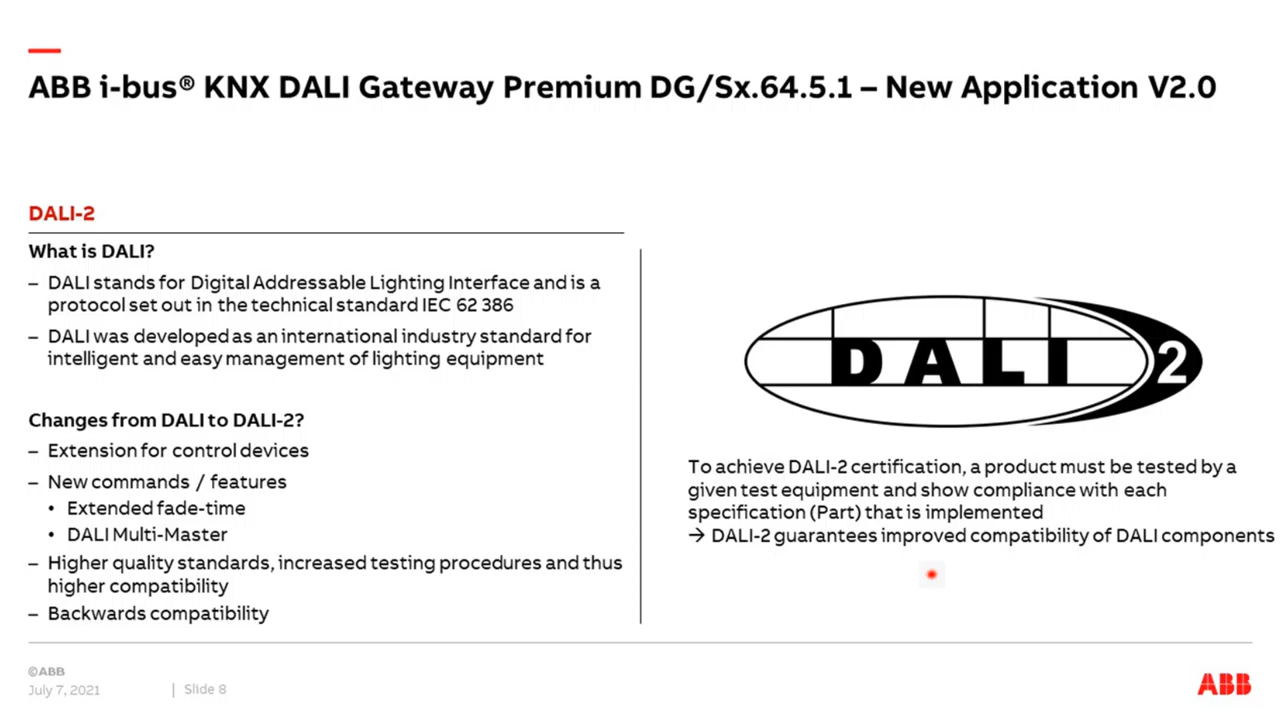 ABB i-bus® KNX DALI Gateway Premium DG/Sx.64.5.1 – New Application V2.0
DALI-2
What is DALI?
– DALI stands for Digital Addressable Lighting Interface and is a
protocol set out in the technical standard IEC 62 386
– DALI was developed as an international industry standard for
intelligent and easy management of lighting equipment
Changes from DALI to DALI-2?
– Extension for control devices
– New commands / features
• Extended fade-time
• DALI Multi-Master
– Higher quality standards, increased testing procedures and thus
higher compatibility
– Backwards compatibility
DALI 2
To achieve DALI-2 certification, a product must be tested by a
given test equipment and show compliance with each
specification (Part) that is implemented
→ DALI-2 guarantees improved compatibility of DALI components
©ABB
July 7, 2021 | Slide 8
ABB